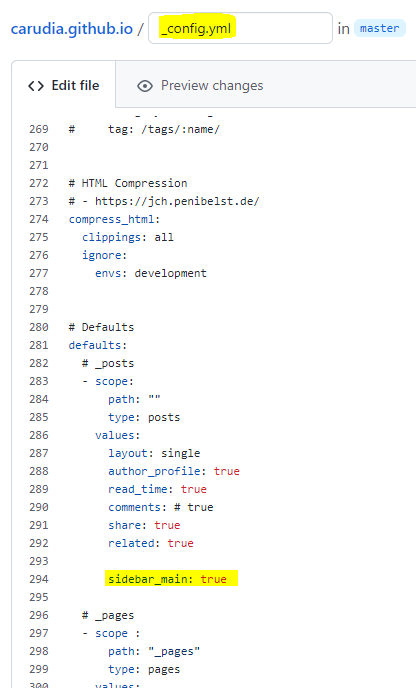 carudia.github.io / _config.yml in master
<> Edit file Preview changes
269 # tag: /tags/:name/
270
271
272 # HTML Compression
273 # - https://jch.penibelst.de/
274 compress_html:
275 clippings: all
276 ignore:
277 envs: development
278
279
280 # Defaults
281 defaults:
282 # _posts
283 - scope:
284 path: ""
285 type: posts
286 values:
287 layout: single
288 author_profile: true
289 read_time: true
290 comments: # true
291 share: true
292 related: true
293
294 sidebar_main: true
295
296 # _pages
297 - scope :
298 path: "_pages"
299 type: pages
300 values: